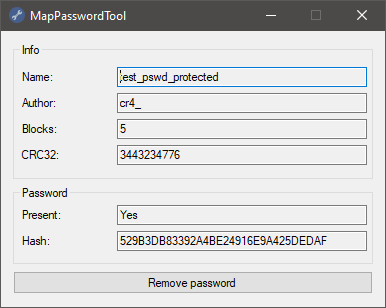 MapPasswordTool
Info
Name: test_pswd_protected
Author: cr4_
Blocks: 5
CRC32: 3443234776
Password
Present: Yes
Hash: 529B3DB83392A4BE24916E9A425DEDAF
Remove password